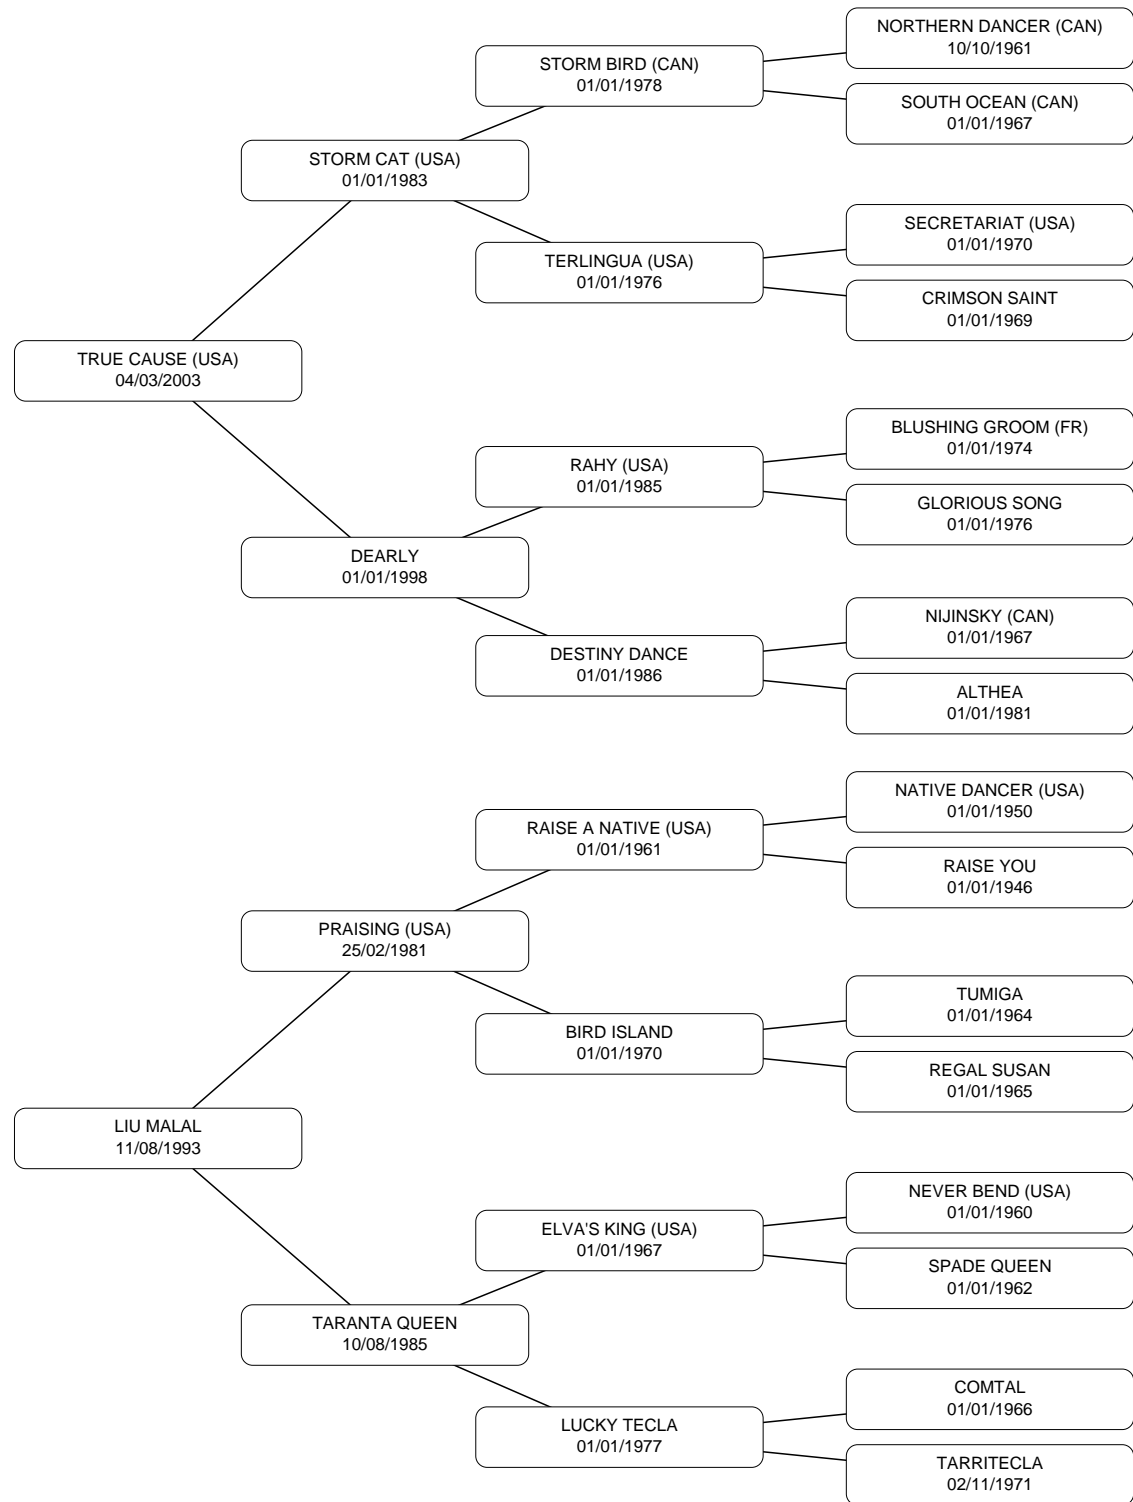 NORTHERN DANCER (CAN)
10/10/1961
STORM BIRD (CAN)
01/01/1978
SOUTH OCEAN (CAN)
01/01/1967
STORM CAT (USA)
01/01/1983
SECRETARIAT (USA)
01/01/1970
TERLINGUA (USA)
01/01/1976
CRIMSON SAINT
01/01/1969
TRUE CAUSE (USA)
04/03/2003
BLUSHING GROOM (FR)
01/01/1974
RAHY (USA)
01/01/1985
GLORIOUS SONG
01/01/1976
DEARLY
01/01/1998
NIJINSKY (CAN)
01/01/1967
DESTINY DANCE
01/01/1986
ALTHEA
01/01/1981
NATIVE DANCER (USA)
01/01/1950
RAISE A NATIVE (USA)
01/01/1961
RAISE YOU
01/01/1946
PRAISING (USA)
25/02/1981
TUMIGA
01/01/1964
BIRD ISLAND
01/01/1970
REGAL SUSAN
01/01/1965
LIU MALAL
11/08/1993
NEVER BEND (USA)
01/01/1960
ELVA'S KING (USA)
01/01/1967
SPADE QUEEN
01/01/1962
TARANTA QUEEN
10/08/1985
COMTAL
01/01/1966
LUCKY TECLA
01/01/1977
TARRITECLA
02/11/1971